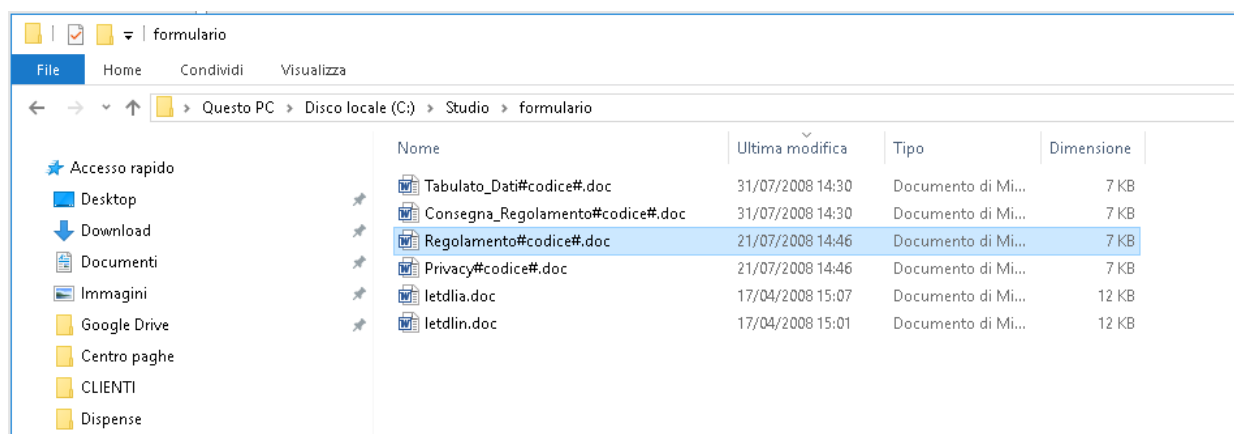 formulario
File Home Condividi Visualizza
Questo PC > Disco locale (C:) > Studio > formulario
Nome Ultima modifica Tipo Dimensione
Accesso rapido
Desktop
Download
Documenti
Immagini
Google Drive
Centro paghe
CLIENTI
Dispense
Tabulato_Dati#codice#.doc 31/07/2008 14:30 Documento di Mi... 7 KB
Consegna_Regolamento#codice#.doc 31/07/2008 14:30 Documento di Mi... 7 KB
Regolamento#codice#.doc 21/07/2008 14:46 Documento di Mi... 7 KB
Privacy#codice#.doc 21/07/2008 14:46 Documento di Mi... 7 KB
letdlia.doc 17/04/2008 15:07 Documento di Mi... 12 KB
letdlin.doc 17/04/2008 15:01 Documento di Mi... 12 KB